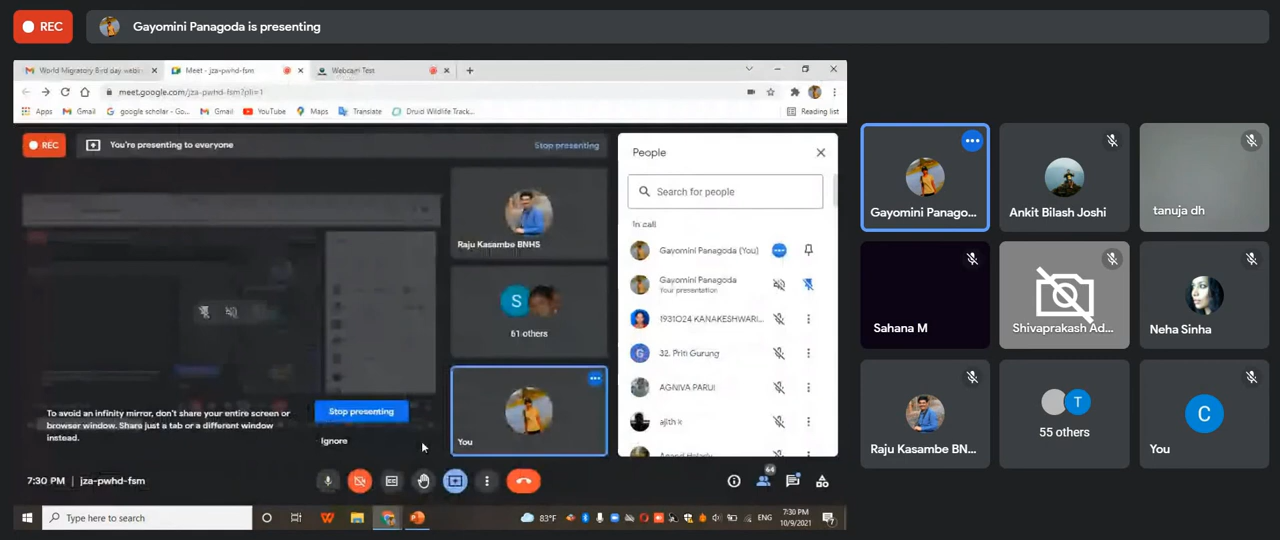 REC
Gayomini Panagoda is presenting
World Migratory Bird day webi
Meet - jza-pwhd-fsm
Webcam Test
meet.google.com/jza-pwhd-fsm?pli=1
Apps
Gmail
google scholar - Go...
Gmail
YouTube
Maps
Translate
Druid Wildlife Track...
Reading list
REC
You're presenting to everyone
Stop presenting
Raju Kasambe BNHS
S
61 others
You
To avoid an infinity mirror, don't share your entire screen or
browser window. Share just a tab or a different window
instead.
Stop presenting
Ignore
People
Search for people
In call
Gayomini Panagoda (You)
Gayomini Panagoda
Your presentation
1931024 KANAKESHWARI...
G
32. Priti Gurung
AGNIVA PARUI
ajith k
7:30 PM | jza-pwhd-fsm
64
Type here to search
83°F
ENG
7:30 PM
10/9/2021
7
Gayomini Panago...
Ankit Bilash Joshi
tanuja dh
Sahana M
Shivaprakash Ad...
Neha Sinha
Raju Kasambe BN...
T
55 others
C
You